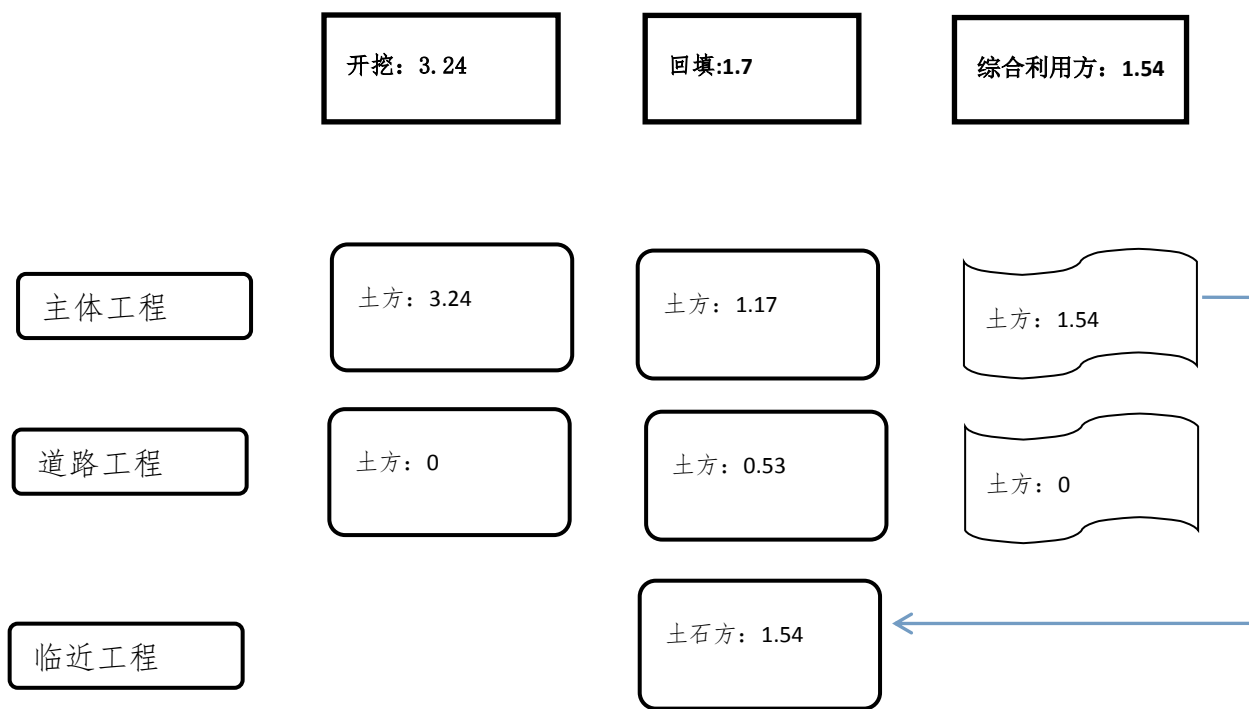 开挖：3.24
回填:1.7
综合利用方：1.54
主体工程
土方：3.24
土方：1.17
土方：1.54
道路工程
土方：0
土方：0.53
土方：0
临近工程
土石方：1.54